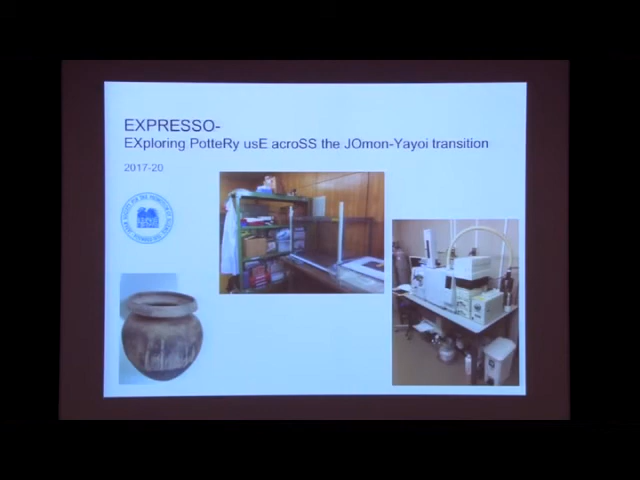 EXPRESSO-
EXploring PotteRy usE acroSS the JOmon-Yayoi transition
2017-20